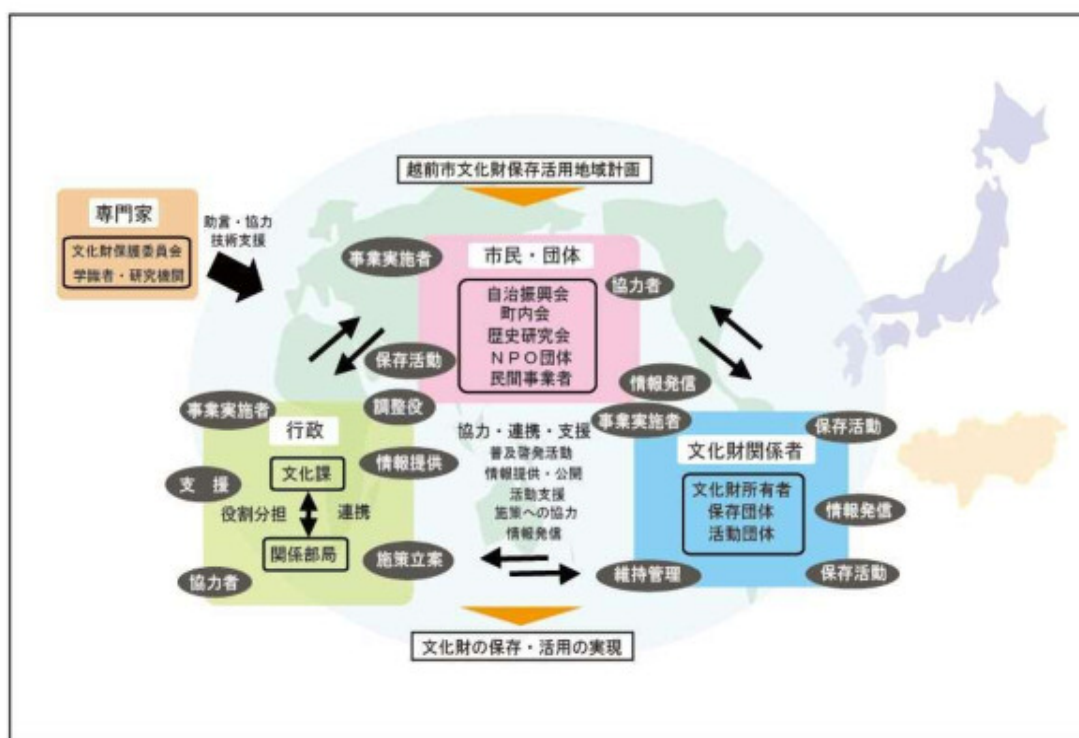 越前市文化財保存活用地域計画
専門家
文化財保護委員会
学識者・研究機関
助言・協力
技術支援
事業実施者
市民・団体
協力者
自治振興会
町内会
歴史研究会
NPO団体
民間事業者
保存活動
情報発信
事業実施者
調整役
行政
文化課
情報提供
支 援
役割分担
連携
関係部局
施策立案
協力者
協力・連携・支援
普及啓発活動
情報提供・公開
活動支援
施策への協力
情報発信
事業実施者
保存活動
文化財関係者
文化財所有者
保存団体
活動団体
情報発信
維持管理
保存活動
文化財の保存・活用の実現